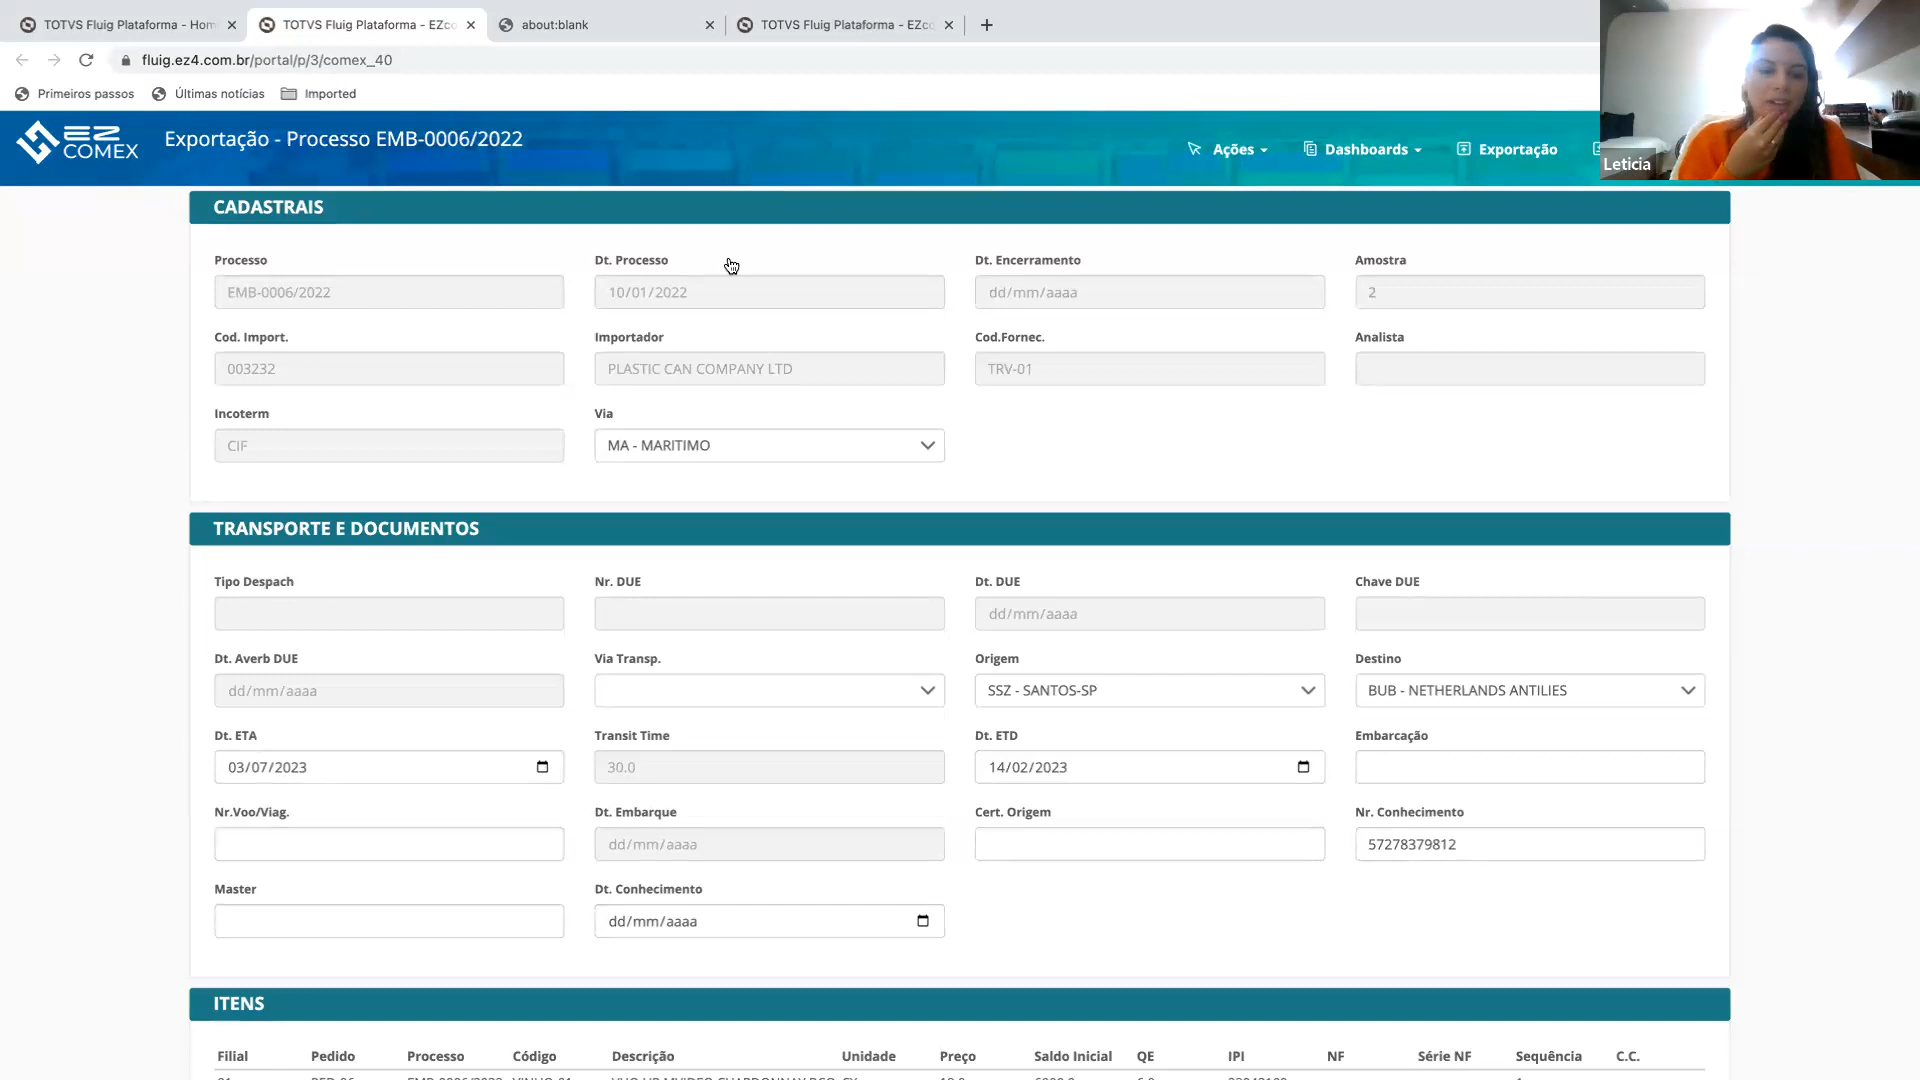 TOTVS Fluig Plataforma - Hom
TOTVS Fluig Plataforma - EZco
about:blank
TOTVS Fluig Plataforma - EZco
fluig.ez4.com.br/portal/p/3/comex_40
Primeiros passos
Últimas notícias
Imported
EZ
COMEX
Exportação - Processo EMB-0006/2022
Ações
Dashboards
Exportação
Leticia
CADASTRAIS
Processo
Dt. Processo
Dt. Encerramento
Amostra
EMB-0006/2022
10/01/2022
dd/mm/aaaa
2
Cod. Import.
Importador
Cod.Fornec.
Analista
003232
PLASTIC CAN COMPANY LTD
TRV-01
Incoterm
Via
CIF
MA - MARITIMO
TRANSPORTE E DOCUMENTOS
Tipo Despach
Nr. DUE
Dt. DUE
Chave DUE
dd/mm/aaaa
Dt. Averb DUE
Via Transp.
Origem
Destino
dd/mm/aaaa
SSZ - SANTOS-SP
BUB - NETHERLANDS ANTILIES
Dt. ETA
Transit Time
Dt. ETD
Embarcação
03/07/2023
30.0
14/02/2023
Nr.Voo/Viag.
Dt. Embarque
Cert. Origem
Nr. Conhecimento
dd/mm/aaaa
57278379812
Master
Dt. Conhecimento
dd/mm/aaaa
ITENS
Filial Pedido Processo Código Descrição Unidade Preço Saldo Inicial QE IPI NF Série NF Sequência C.C.